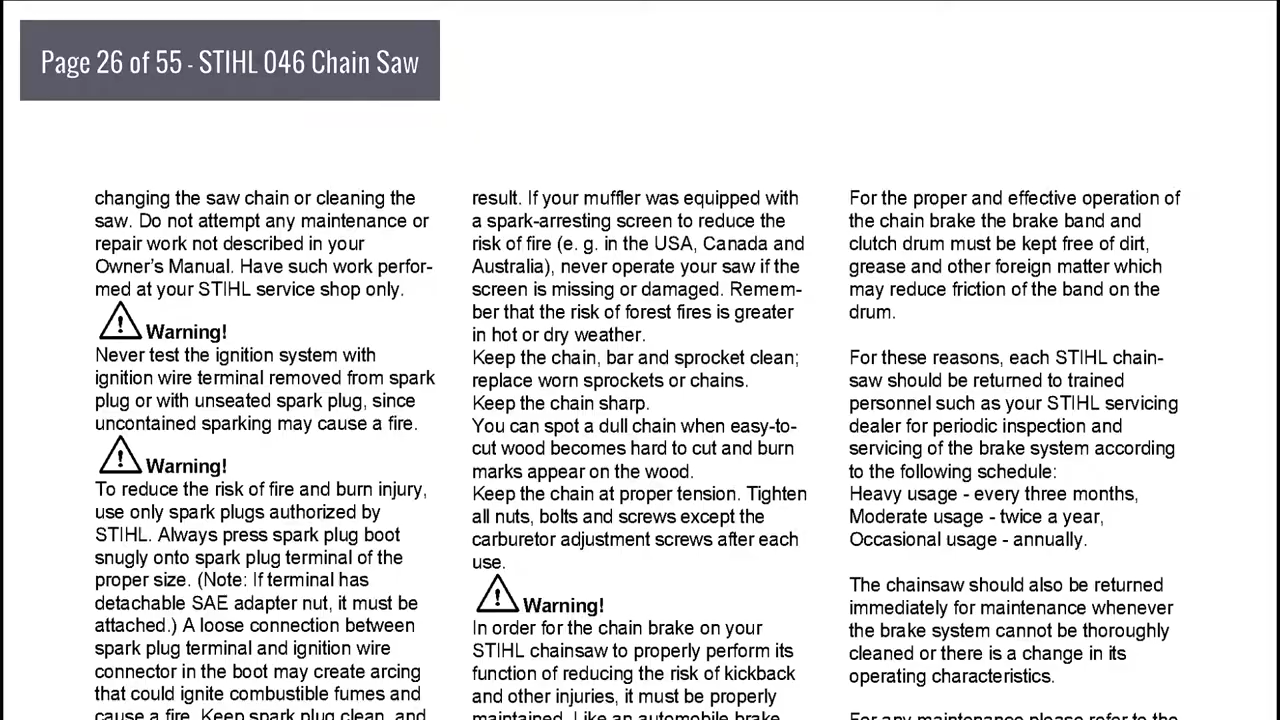 Page 26 of 55 - STIHL 046 Chain Saw
changing the saw chain or cleaning the
saw. Do not attempt any maintenance or
repair work not described in your
Owner's Manual. Have such work perfor-
med at your STIHL service shop only.
Warning!
Never test the ignition system with
ignition wire terminal removed from spark
plug or with unseated spark plug, since
uncontained sparking may cause a fire.
Warning!
To reduce the risk of fire and burn injury,
use only spark plugs authorized by
STIHL. Always press spark plug boot
snugly onto spark plug terminal of the
proper size. (Note: If terminal has
detachable SAE adapter nut, it must be
attached.) A loose connection between
spark plug terminal and ignition wire
connector in the boot may create arcing
that could ignite combustible fumes and
cause a fire. Keep spark plug clean, and
result. If your muffler was equipped with
a spark-arresting screen to reduce the
risk of fire (e. g. in the USA, Canada and
Australia), never operate your saw if the
screen is missing or damaged. Remem-
ber that the risk of forest fires is greater
in hot or dry weather.
Keep the chain, bar and sprocket clean;
replace worn sprockets or chains.
Keep the chain sharp.
You can spot a dull chain when easy-to-
cut wood becomes hard to cut and burn
marks appear on the wood.
Keep the chain at proper tension. Tighten
all nuts, bolts and screws except the
carburetor adjustment screws after each
use.
Warning!
In order for the chain brake on your
STIHL chainsaw to properly perform its
function of reducing the risk of kickback
and other injuries, it must be properly
maintained. Like an automobile brake
For the proper and effective operation of
the chain brake the brake band and
clutch drum must be kept free of dirt,
grease and other foreign matter which
may reduce friction of the band on the
drum.
For these reasons, each STIHL chain-
saw should be returned to trained
personnel such as your STIHL servicing
dealer for periodic inspection and
servicing of the brake system according
to the following schedule:
Heavy usage - every three months,
Moderate usage - twice a year,
Occasional usage - annually.
The chainsaw should also be returned
immediately for maintenance whenever
the brake system cannot be thoroughly
cleaned or there is a change in its
operating characteristics.
For any maintenance please refer to the